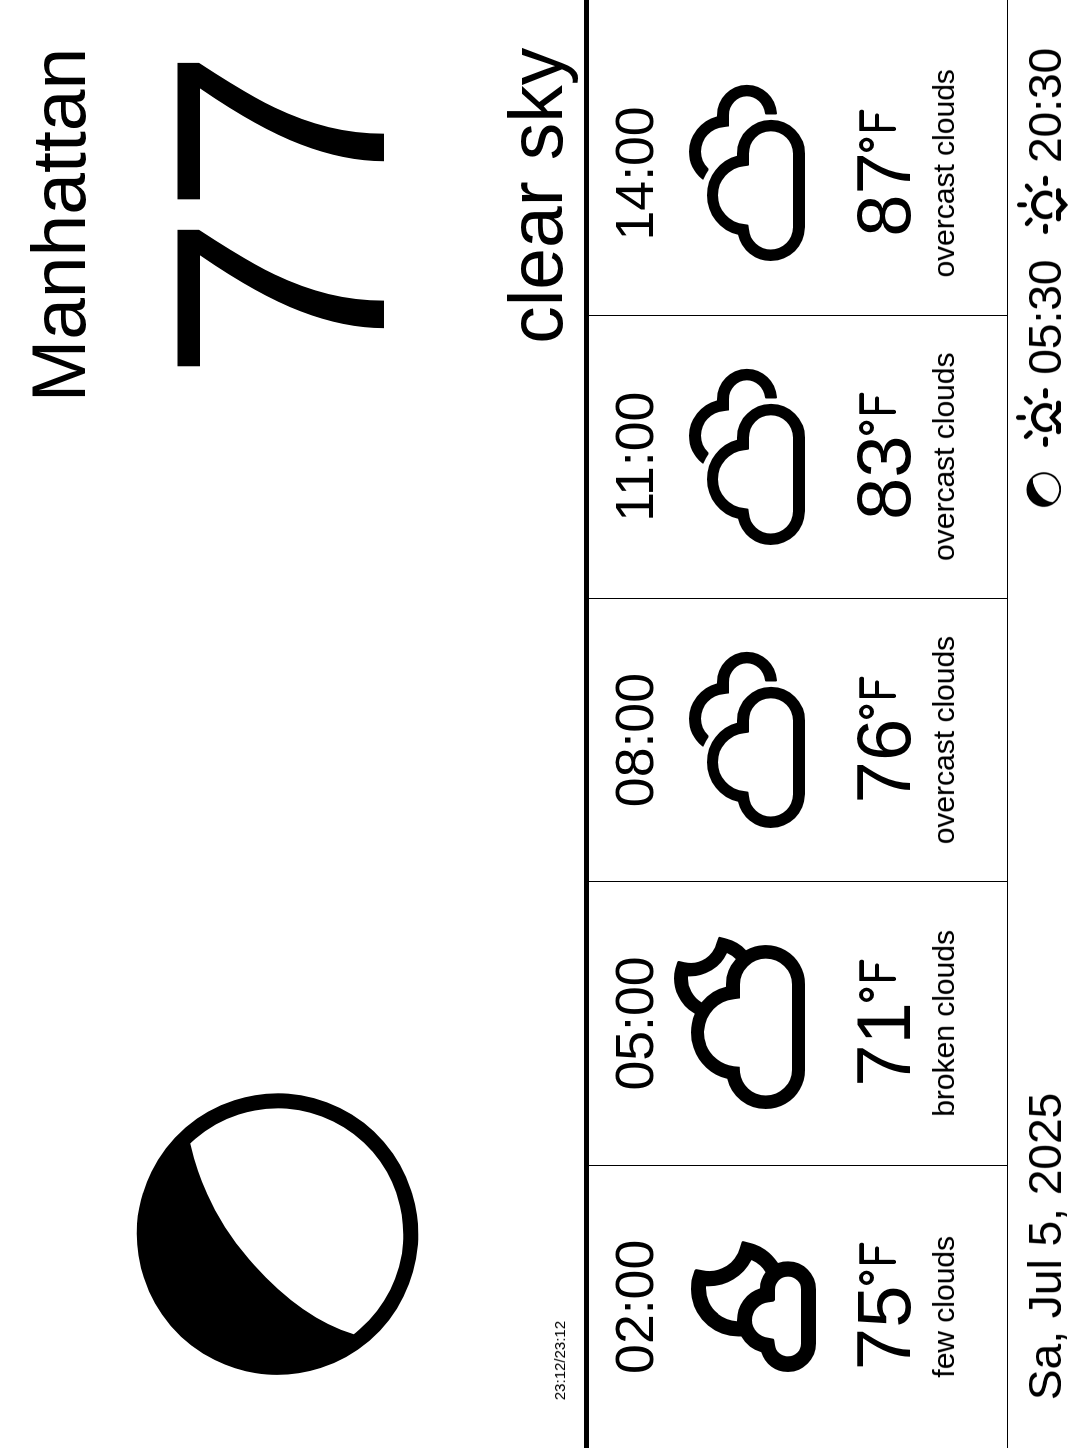 Manhattan
77
clear sky
23:12/23:12
02:00
75°F
few clouds
05:00
71°F
broken clouds
08:00
76°F
overcast clouds
11:00
83°F
overcast clouds
14:00
87°F
overcast clouds
Sa, Jul 5, 2025
05:30
20:30